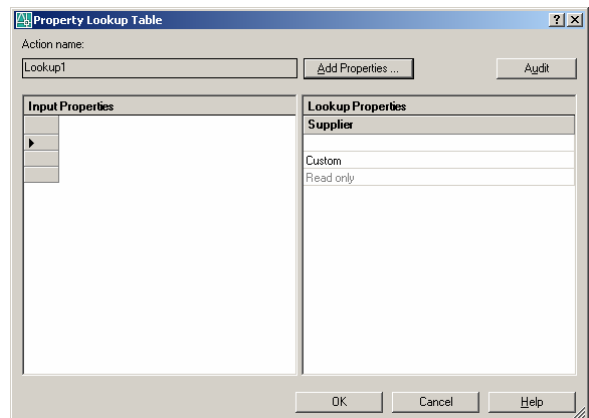 Property Lookup Table
Action name:
Lookup1
Add Properties ...
Audit
Input Properties
Lookup Properties
Supplier
Custom
Read only
OK
Cancel
Help